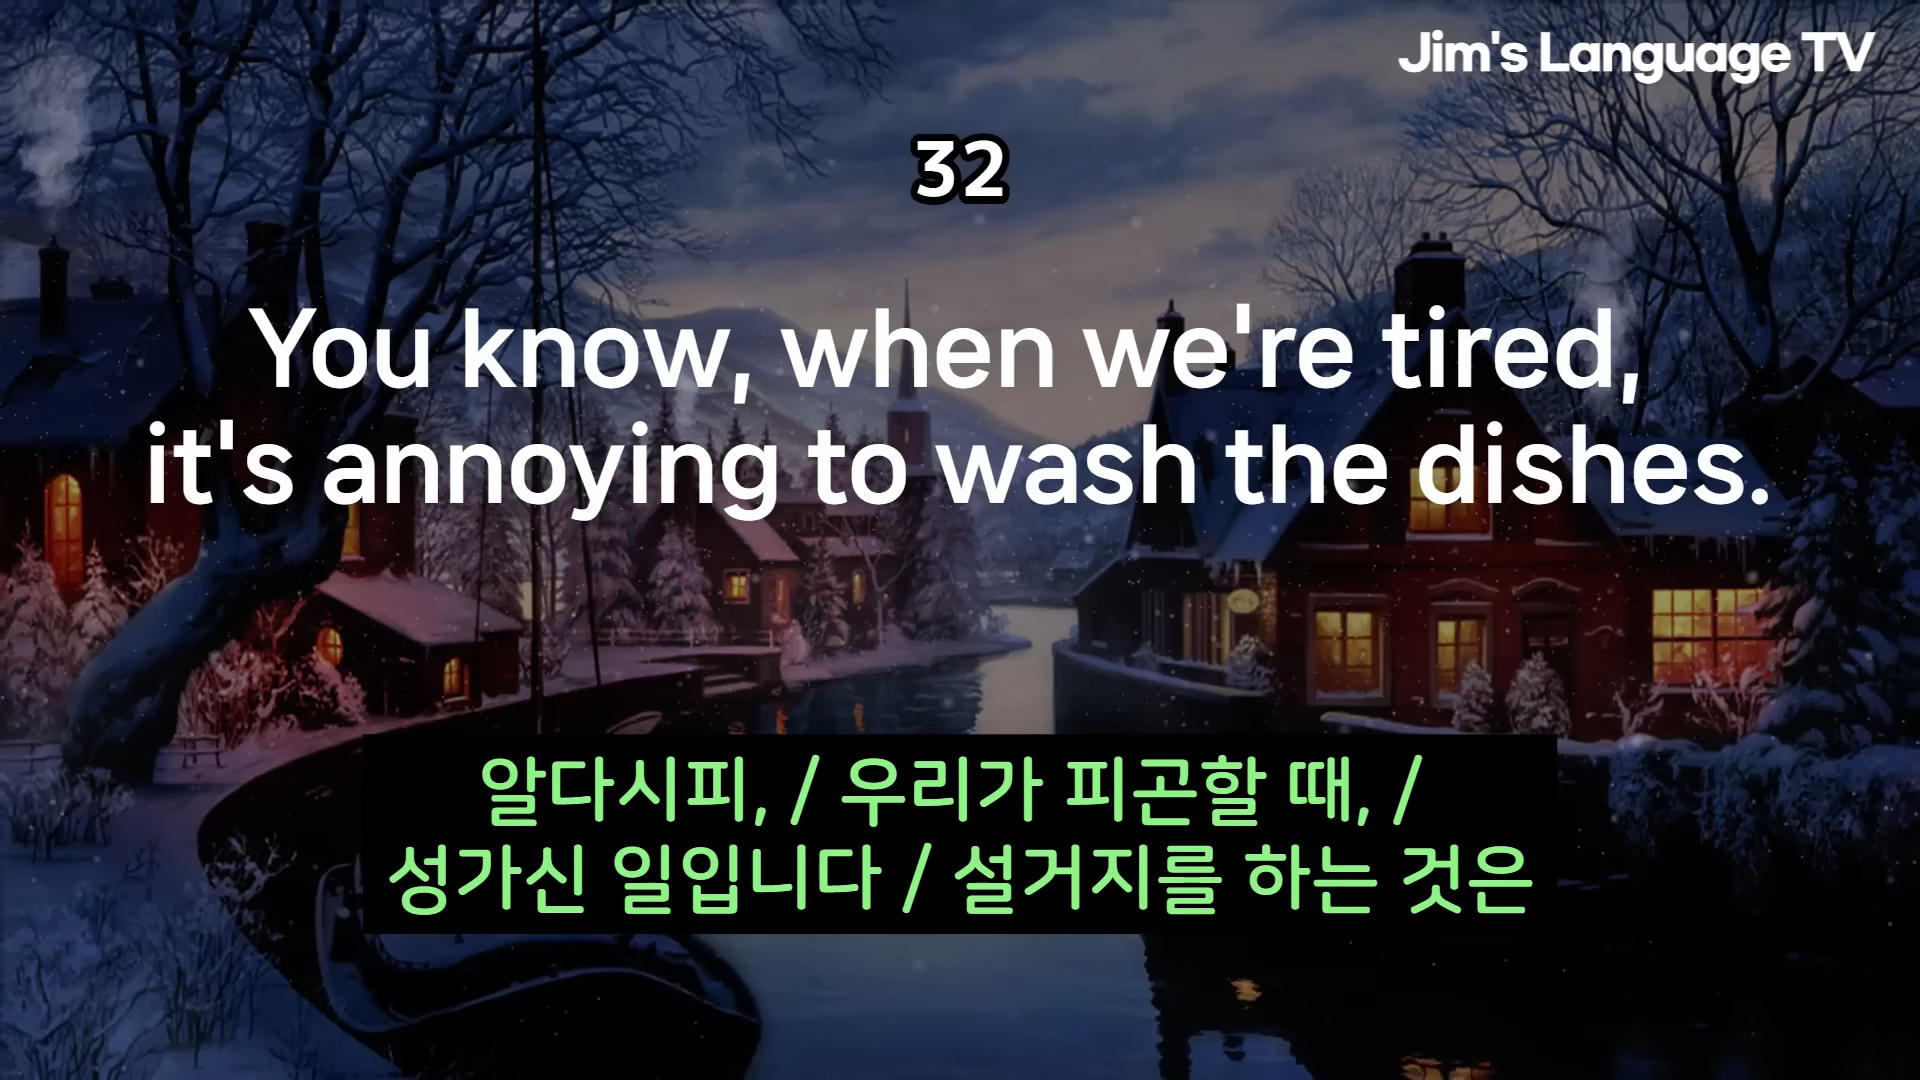 Jim's Language TV
32
You know, when we're tired,
it's annoying to wash the dishes.
알다시피, / 우리가 피곤할 때, /
성가신 일입니다 / 설거지를 하는 것은